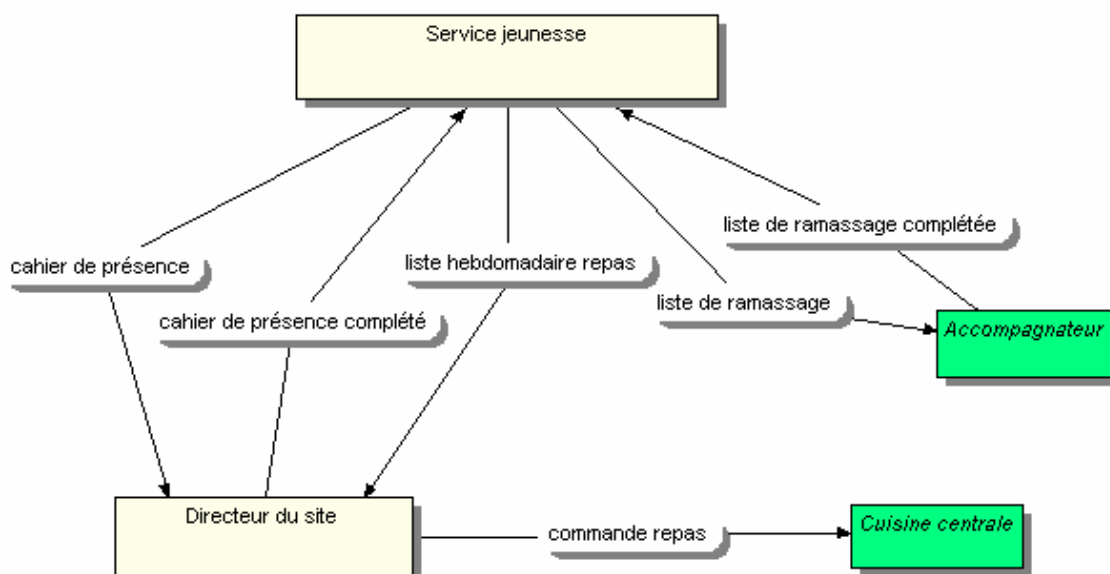 Service jeunesse
liste de ramassage complétée
cahier de présence
liste hebdomadaire repas
liste de ramassage
cahier de présence complété
Accompagnateur
Directeur du site
commande repas
Cuisine centrale